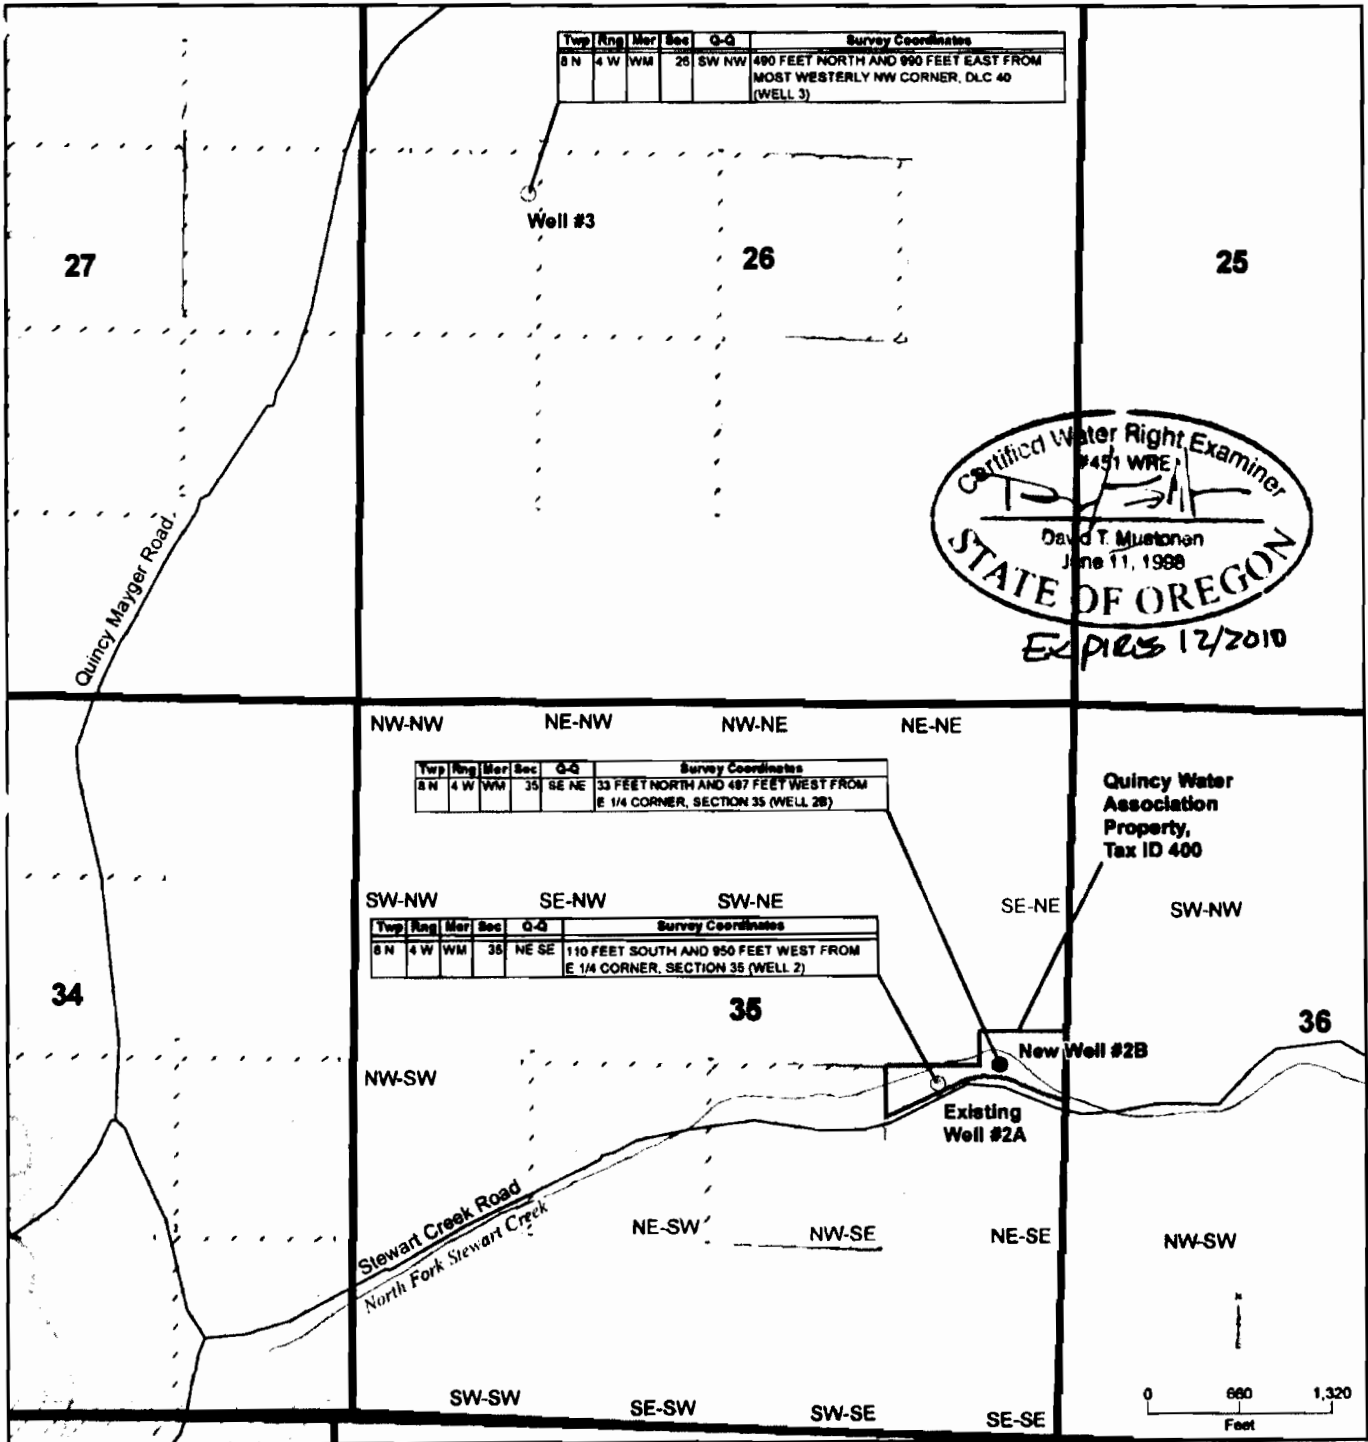 Twp Rng Mer Sec Q-Q Survey Coordinates
8 N 4 W WM 26 SW NW 490 FEET NORTH AND 990 FEET EAST FROM
MOST WESTERLY NW CORNER, DLC 40
(WELL 3)
Well #3
27
26
25
Certified Water Right Examiner
#451 WRE
David T. Mustonen
June 11, 1998
STATE OF OREGON
EXPIRES 12/2010
Quincy Mayger Road
NW-NW
NE-NW
NW-NE
NE-NE
Twp Rng Mer Sec Q-Q Survey Coordinates
8 N 4 W WM 35 SE NE 33 FEET NORTH AND 487 FEET WEST FROM
E 1/4 CORNER, SECTION 35 (WELL 2B)
Quincy Water
Association
Property,
Tax ID 400
SW-NW
SE-NW
SW-NE
SE-NE
SW-NW
Twp Rng Mer Sec Q-Q Survey Coordinates
8 N 4 W WM 35 NE SE 110 FEET SOUTH AND 950 FEET WEST FROM
E 1/4 CORNER, SECTION 35 (WELL 2)
34
35
36
New Well #2B
NW-SW
Existing
Well #2A
Stewart Creek Road
North Fork Stewart Creek
NE-SW
NW-SE
NE-SE
NW-SW
SW-SW
SE-SW
SW-SE
SE-SE
0 660 1,320
Feet